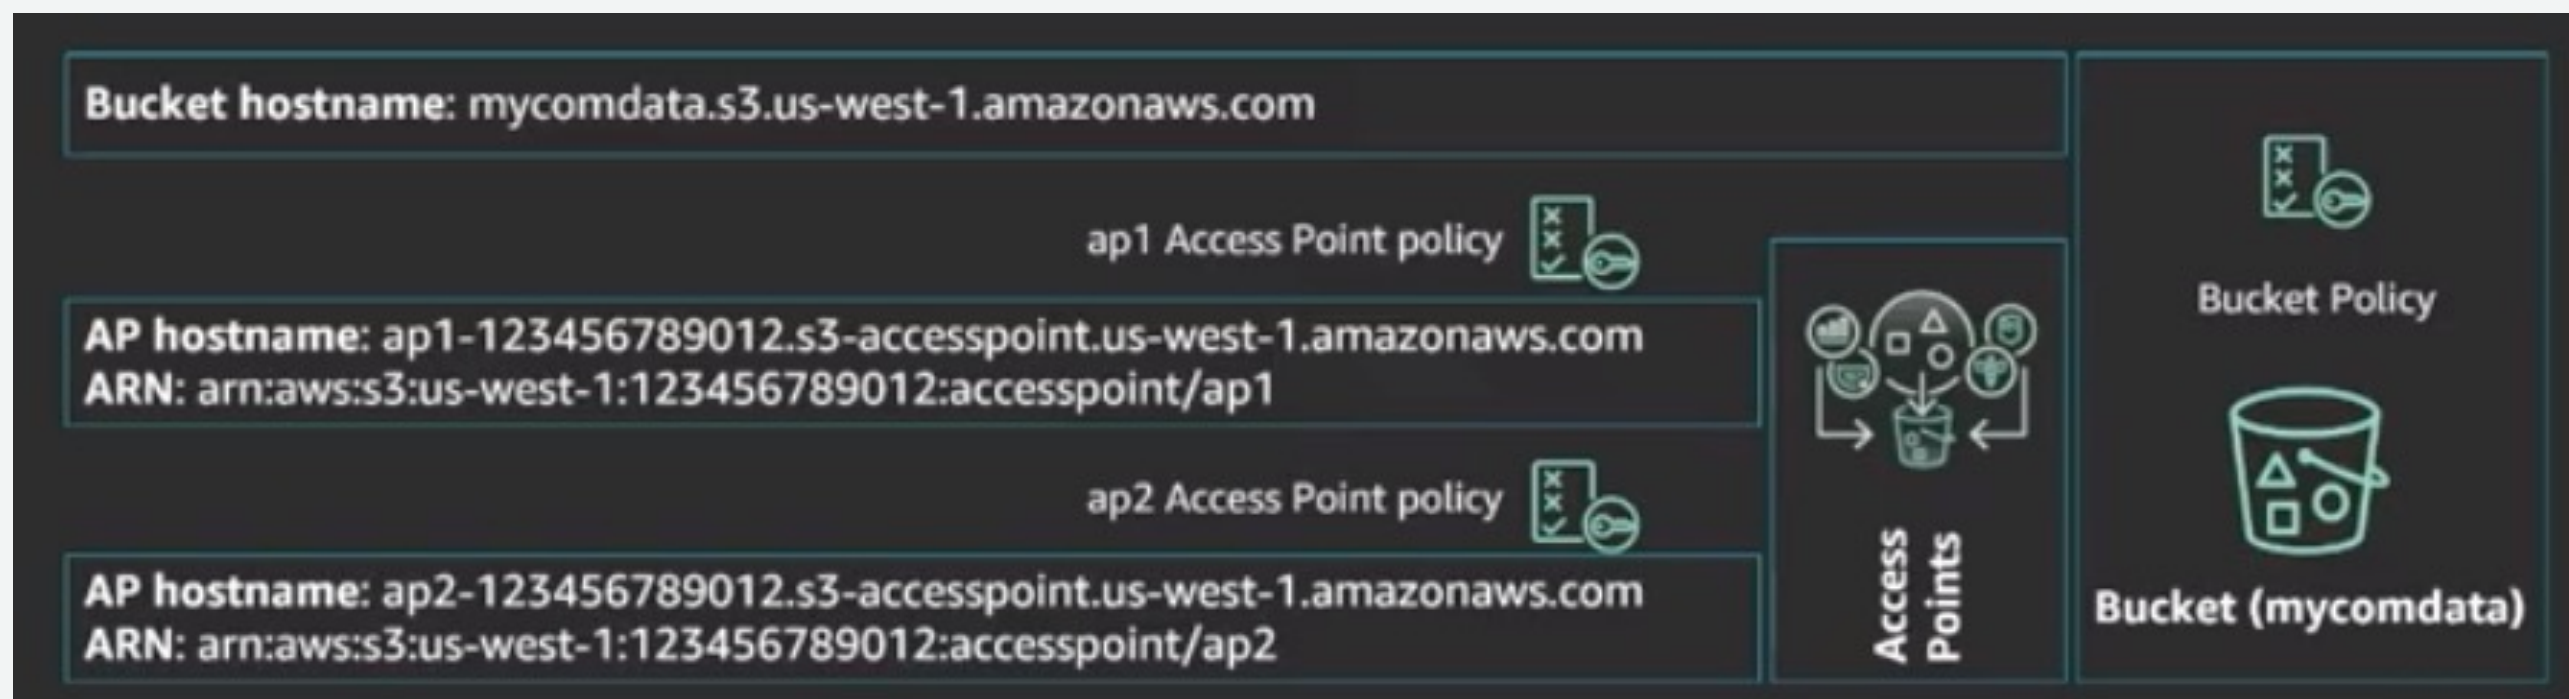 Bucket hostname: mycomdata.s3.us-west-1.amazonaws.com
ap1 Access Point policy
AP hostname: ap1-123456789012.s3-accesspoint.us-west-1.amazonaws.com
ARN: arn:aws:s3:us-west-1:123456789012:accesspoint/ap1
ap2 Access Point policy
AP hostname: ap2-123456789012.s3-accesspoint.us-west-1.amazonaws.com
ARN: arn:aws:s3:us-west-1:123456789012:accesspoint/ap2
Access
Points
Bucket Policy
Bucket (mycomdata)